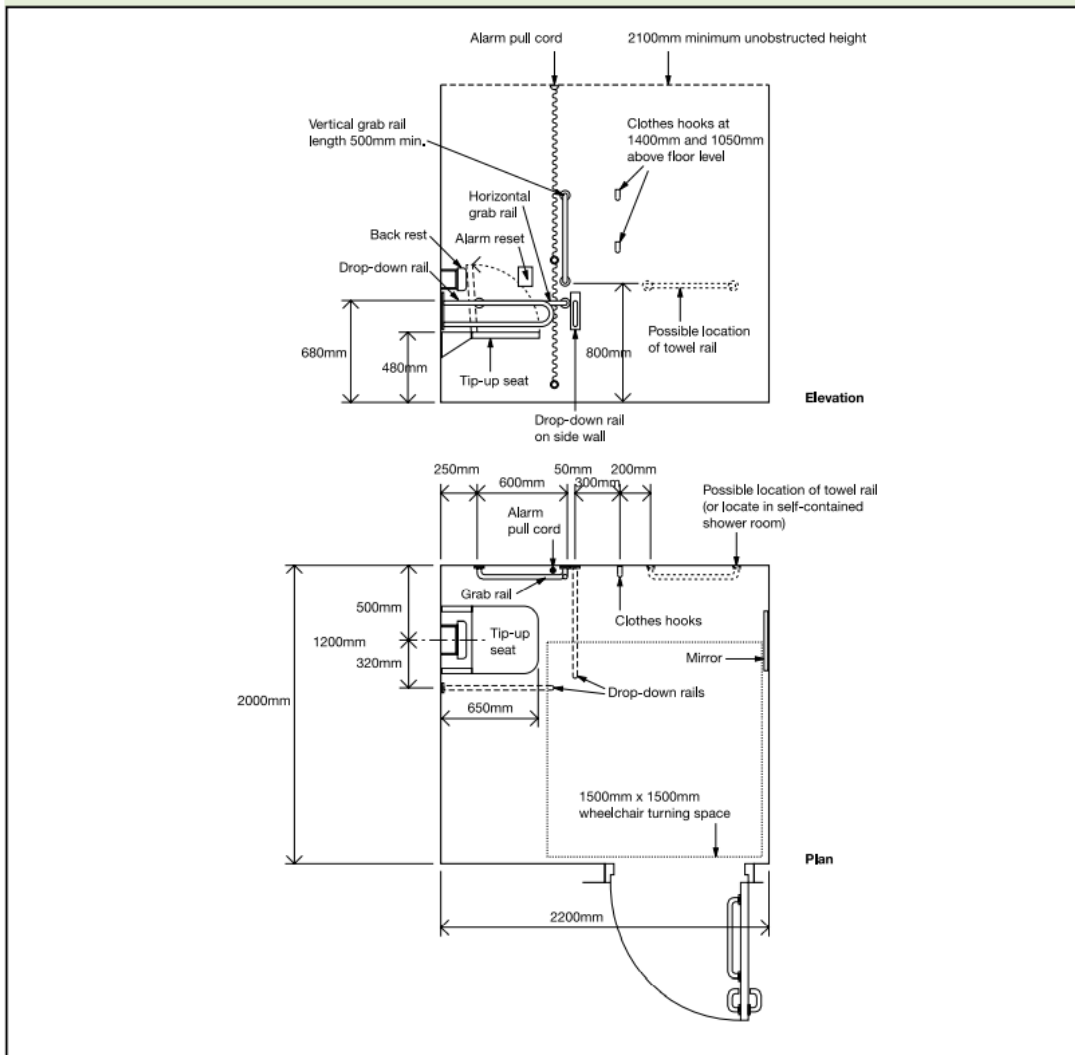 Alarm pull cord
2100mm minimum unobstructed height
Vertical grab rail
length 500mm min.
Clothes hooks at
1400mm and 1050mm
above floor level
Horizontal
grab rail
Back rest
Alarm reset
Drop-down rail
Possible location
of towel rail
680mm
480mm
800mm
Tip-up seat
Elevation
Drop-down rail
on side wall
250mm
600mm
50mm
300mm
200mm
Possible location of towel rail
(or locate in self-contained
shower room)
Alarm
pull cord
Grab rail
Clothes hooks
500mm
1200mm
320mm
Tip-up
seat
Mirror
Drop-down rails
2000mm
650mm
1500mm x 1500mm
wheelchair turning space
Plan
2200mm